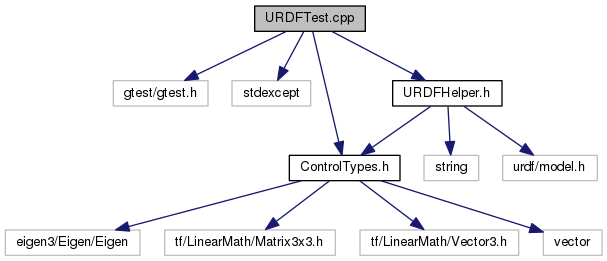 URDFTest.cpp
gtest/gtest.h
stdexcept
URDFHelper.h
ControlTypes.h
string
urdf/model.h
eigen3/Eigen/Eigen
tf/LinearMath/Matrix3x3.h
tf/LinearMath/Vector3.h
vector